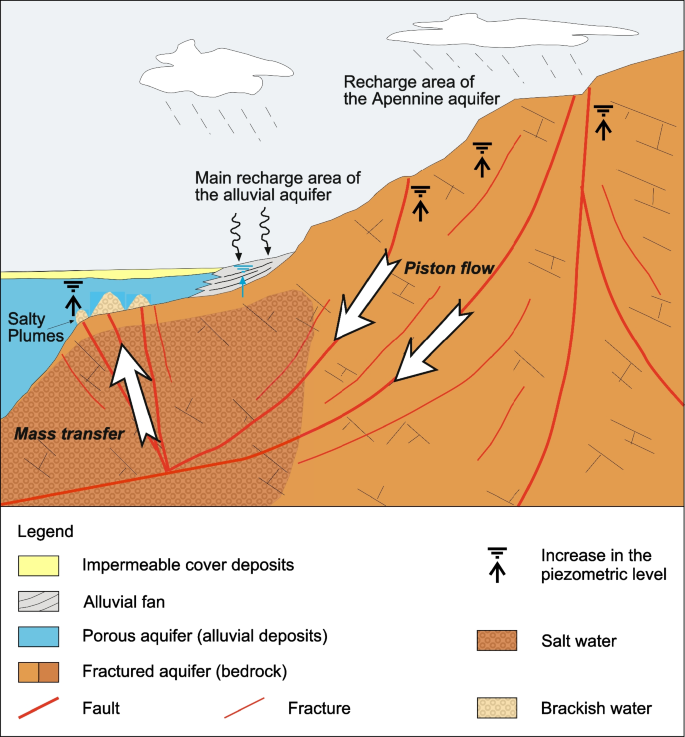 Recharge area of
the Apennine aquifer
Main recharge area of
the alluvial aquifer
Piston flow
Salty
Plumes
Mass transfer
Legend
Impermeable cover deposits
Alluvial fan
Porous aquifer (alluvial deposits)
Fractured aquifer (bedrock)
Fault
Fracture
Increase in the
piezometric level
Salt water
Brackish water